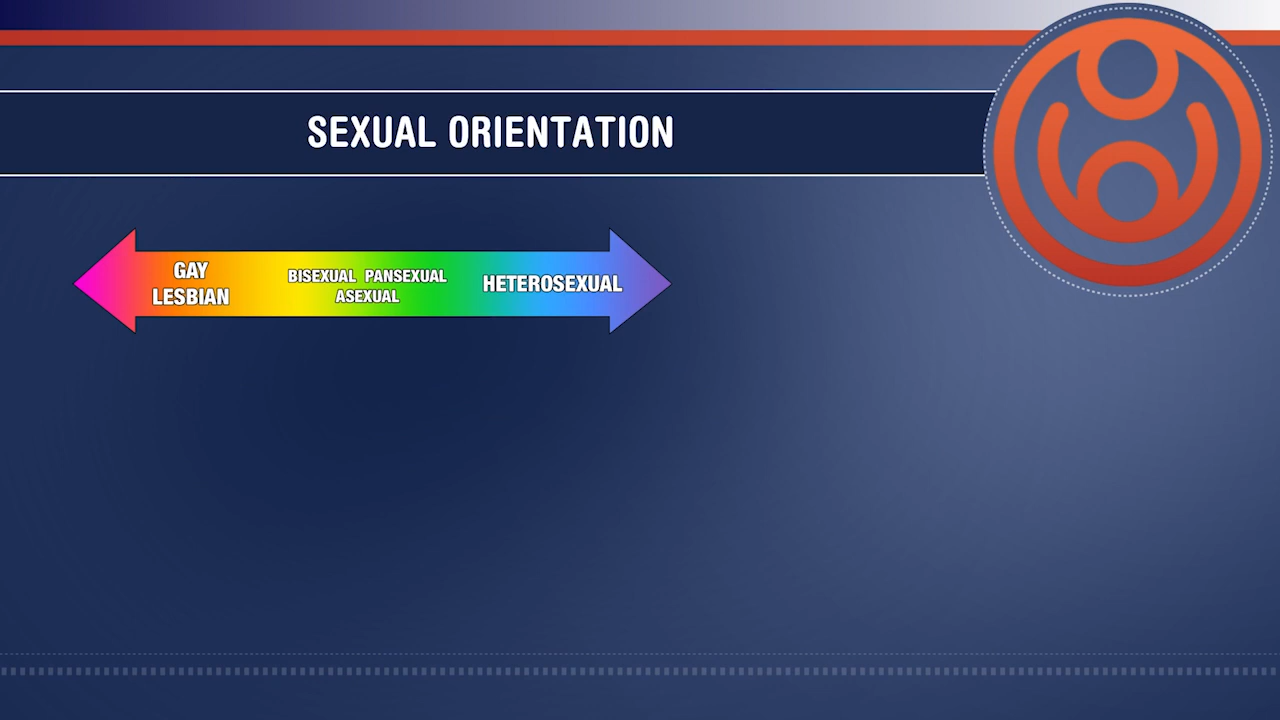 SEXUAL ORIENTATION
GAY
LESBIAN
BISEXUAL PANSEXUAL
ASEXUAL
HETEROSEXUAL